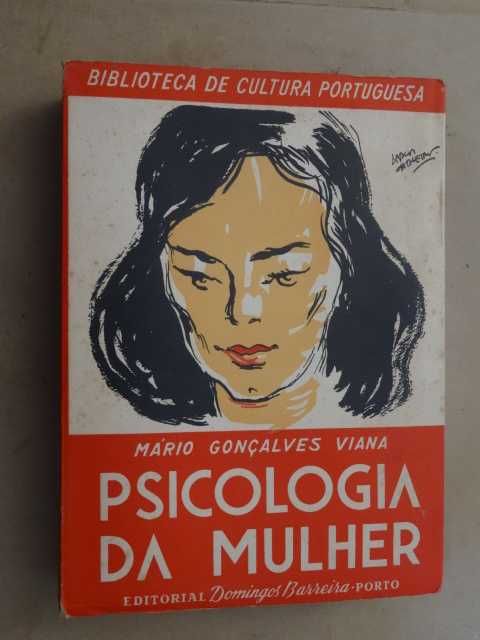 BIBLIOTECA DE CULTURA PORTUGUESA
MÁRIO GONÇALVES VIANA
PSICOLOGIA
DA MULHER
EDITORIAL Domingos Barreira-PORTO